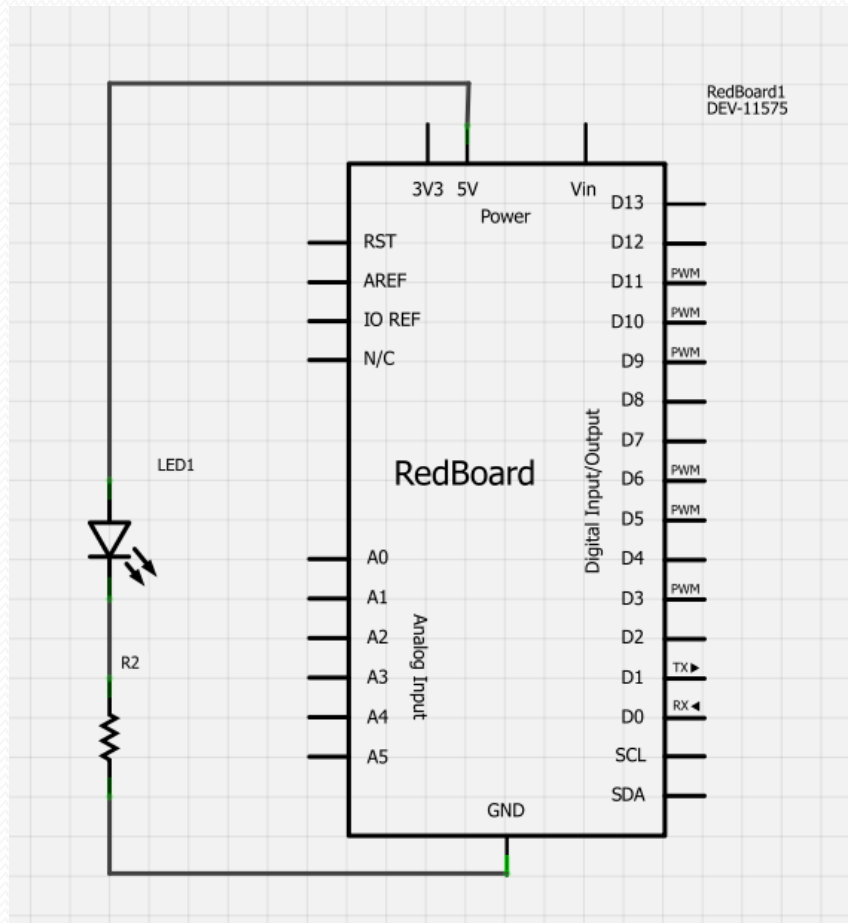 RedBoard1
DEV-11575
3V3 5V Vin
Power
D13
RST
D12
AREF
D11 PWM
IO REF
D10 PWM
N/C
D9 PWM
D8
D7
LED1
RedBoard
Digital Input/Output
D6 PWM
D5 PWM
A0
D4
A1
D3 PWM
A2
D2
Analog Input
R2
A3
D1 TX▶
A4
D0 RX◀
A5
SCL
SDA
GND